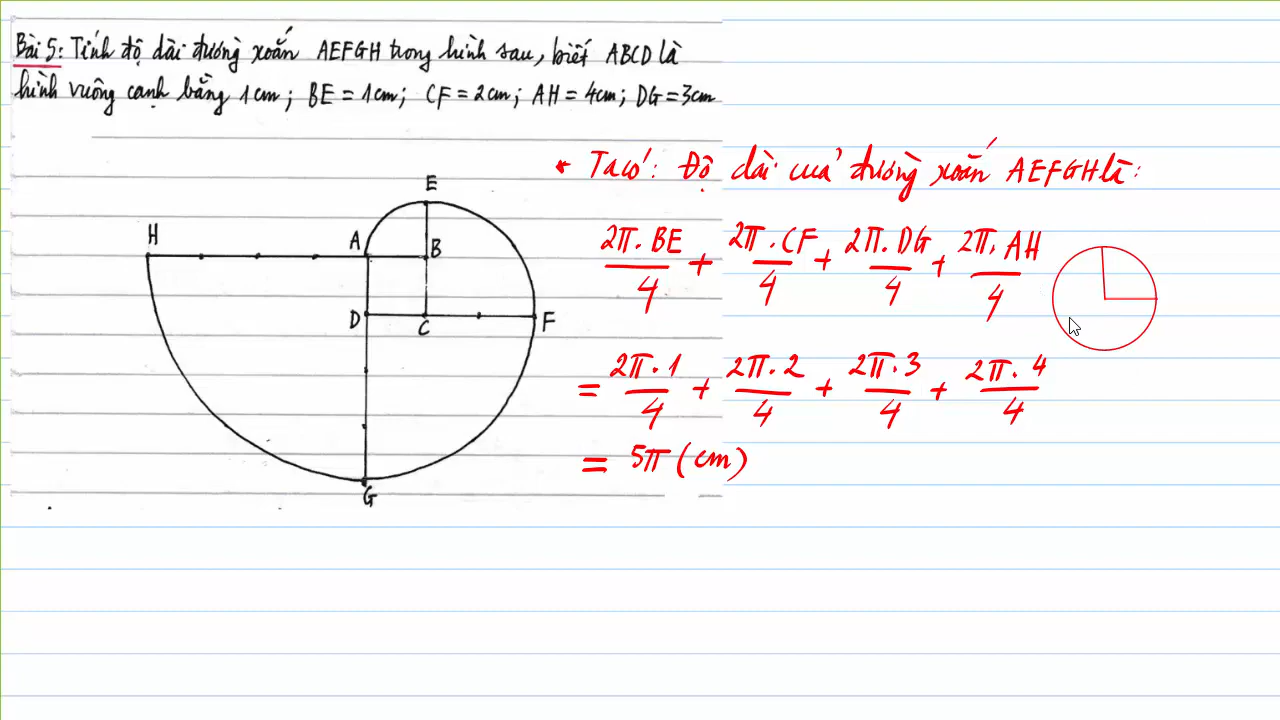 Bài 5: Tính độ dài đường xoắn AEFGH trong hình sau, biết ABCD là
hình vuông cạnh bằng 1cm; BE = 1cm; CF = 2cm; AH = 4cm; DG = 3cm
* Ta có: Độ dài của đường xoắn AEFGH là:
2π.BE/4 + 2π.CF/4 + 2π.DG/4 + 2π.AH/4
= 2π.1/4 + 2π.2/4 + 2π.3/4 + 2π.4/4
= 5π (cm)
E
H A B
D C F
G